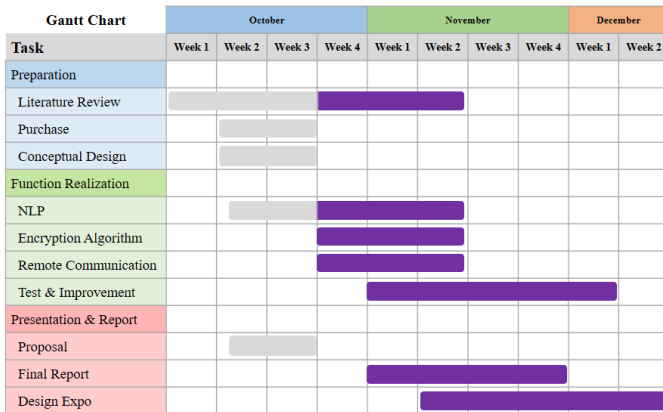 Gantt Chart October November December
Task Week 1 Week 2 Week 3 Week 4 Week 1 Week 2 Week 3 Week 4 Week 1 Week 2
Preparation
Literature Review
Purchase
Conceptual Design
Function Realization
NLP
Encryption Algorithm
Remote Communication
Test & Improvement
Presentation & Report
Proposal
Final Report
Design Expo